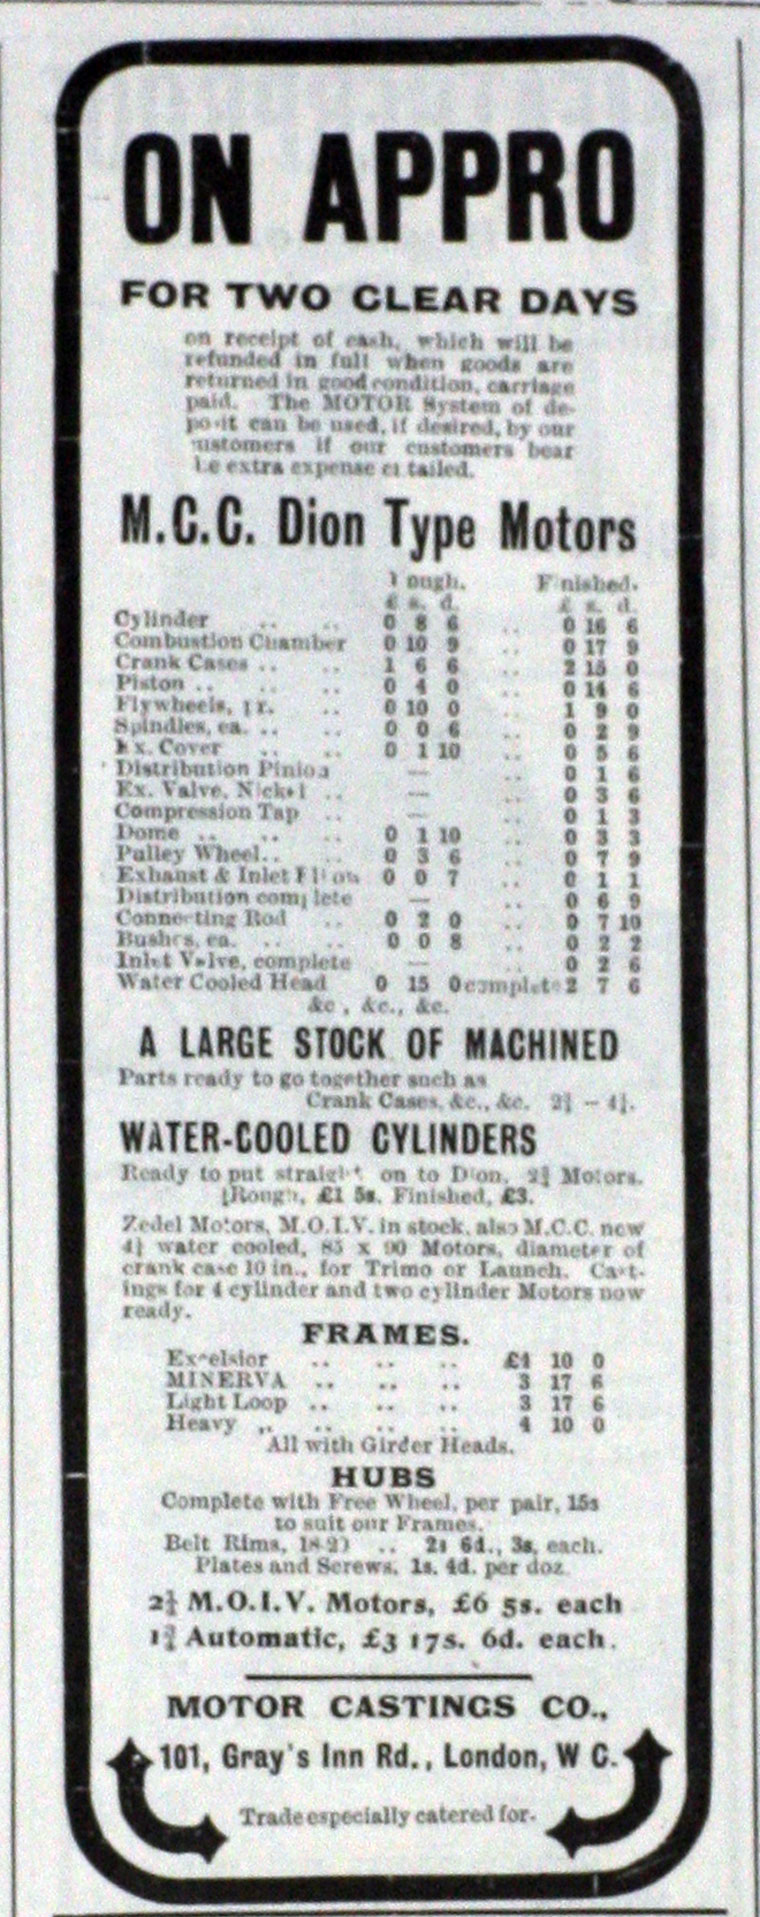 ON APPRO
FOR TWO CLEAR DAYS
on receipt of cash, which will be
refunded in full when goods are
returned in good condition, carriage
paid. The MOTOR System of de-
posit can be used, if desired, by our
customers if our customers bear
the extra expense entailed.
M.C.C. Dion Type Motors
Rough. Finished.
£ s. d. £ s. d.
Cylinder .. .. 0 8 6 .. 0 16 6
Combustion Chamber 0 10 9 .. 0 17 9
Crank Cases .. .. 1 6 6 .. 2 15 0
Piston .. .. .. 0 4 0 .. 0 14 6
Flywheels, pr. .. 0 10 0 .. 1 9 0
Spindles, ea. .. .. 0 0 6 .. 0 2 9
Ex. Cover .. .. 0 1 10 .. 0 5 6
Distribution Pinion — .. 0 1 6
Ex. Valve, Nickel .. — .. 0 3 6
Compression Tap .. — .. 0 1 3
Dome .. .. .. 0 1 10 .. 0 3 3
Pulley Wheel.. .. 0 3 6 .. 0 7 9
Exhaust & Inlet Elbow 0 0 7 .. 0 1 1
Distribution complete — .. 0 6 9
Connecting Rod .. 0 2 0 .. 0 7 10
Bushes, ea. .. .. 0 0 8 .. 0 2 2
Inlet Valve, complete — .. 0 2 6
Water Cooled Head 0 15 0 complete 2 7 6
&c., &c., &c.
A LARGE STOCK OF MACHINED
Parts ready to go together such as
Crank Cases, &c., &c. 2¾ – 4½.
WATER-COOLED CYLINDERS
Ready to put straight on to Dion, 2¾ Motors.
Rough, £1 5s. Finished, £3.
Zedel Motors, M.O.I.V. in stock, also M.C.C. new
4½ water cooled, 85 x 90 Motors, diameter of
crank case 10 in., for Trimo or Launch. Cast-
ings for 4 cylinder and two cylinder Motors now
ready.
FRAMES.
Excelsior .. .. .. £4 10 0
MINERVA .. .. .. 3 17 6
Light Loop .. .. .. 3 17 6
Heavy ,, .. .. .. 4 10 0
All with Girder Heads.
HUBS
Complete with Free Wheel, per pair, 15s
to suit our Frames.
Belt Rims, 18-20 .. 2s 6d., 3s, each.
Plates and Screws, 1s. 4d. per doz.
M.O.I.V. Motors, £6 5s. each
1¾ Automatic, £3 17s. 6d. each.
MOTOR CASTINGS CO.,
101, Gray's Inn Rd., London, W C.
Trade especially catered for.